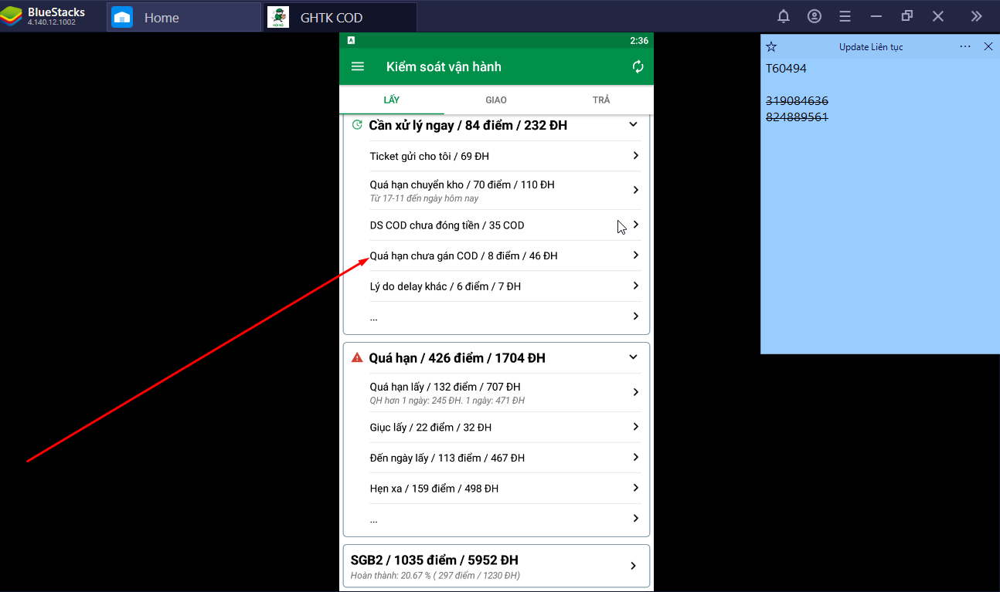 BlueStacks
4.140.12.1002
Home
GHTK COD
2:36
Kiểm soát vận hành
LẤY
GIAO
TRẢ
Cần xử lý ngay / 84 điểm / 232 ĐH
Ticket gửi cho tôi / 69 ĐH
Quá hạn chuyển kho / 70 điểm / 110 ĐH
Từ 17-11 đến ngày hôm nay
DS COD chưa đóng tiền / 35 COD
Quá hạn chưa gán COD / 8 điểm / 46 ĐH
Lý do delay khác / 6 điểm / 7 ĐH
...
Quá hạn / 426 điểm / 1704 ĐH
Quá hạn lấy / 132 điểm / 707 ĐH
QH hơn 1 ngày: 245 ĐH. 1 ngày: 471 ĐH
Giục lấy / 22 điểm / 32 ĐH
Đến ngày lấy / 113 điểm / 467 ĐH
Hẹn xa / 159 điểm / 498 ĐH
...
SGB2 / 1035 điểm / 5952 ĐH
Hoàn thành: 20.67 % ( 297 điểm / 1230 ĐH)
Update Liên tục
T60494
319084636
824889561